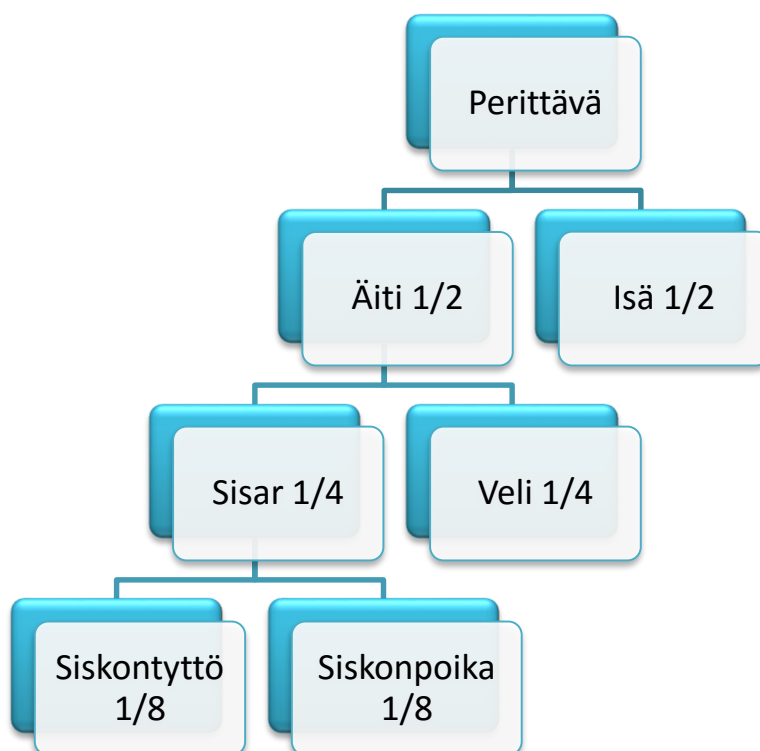 Perittävä
Äiti 1/2
Isä 1/2
Sisar 1/4
Veli 1/4
Siskontyttö
1/8
Siskonpoika
1/8